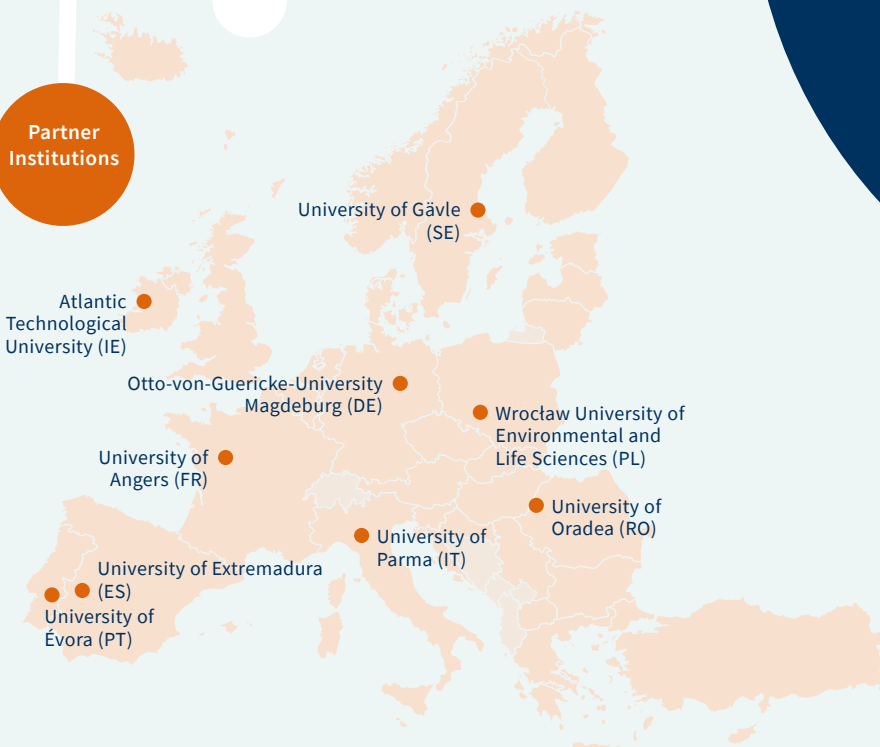 Partner
Institutions
University of Gävle
(SE)
Atlantic
Technological
University (IE)
Otto-von-Guericke-University
Magdeburg (DE)
Wrocław University of
Environmental and
Life Sciences (PL)
University of
Angers (FR)
University of
Oradea (RO)
University of
Parma (IT)
University of Extremadura
(ES)
University of
Évora (PT)